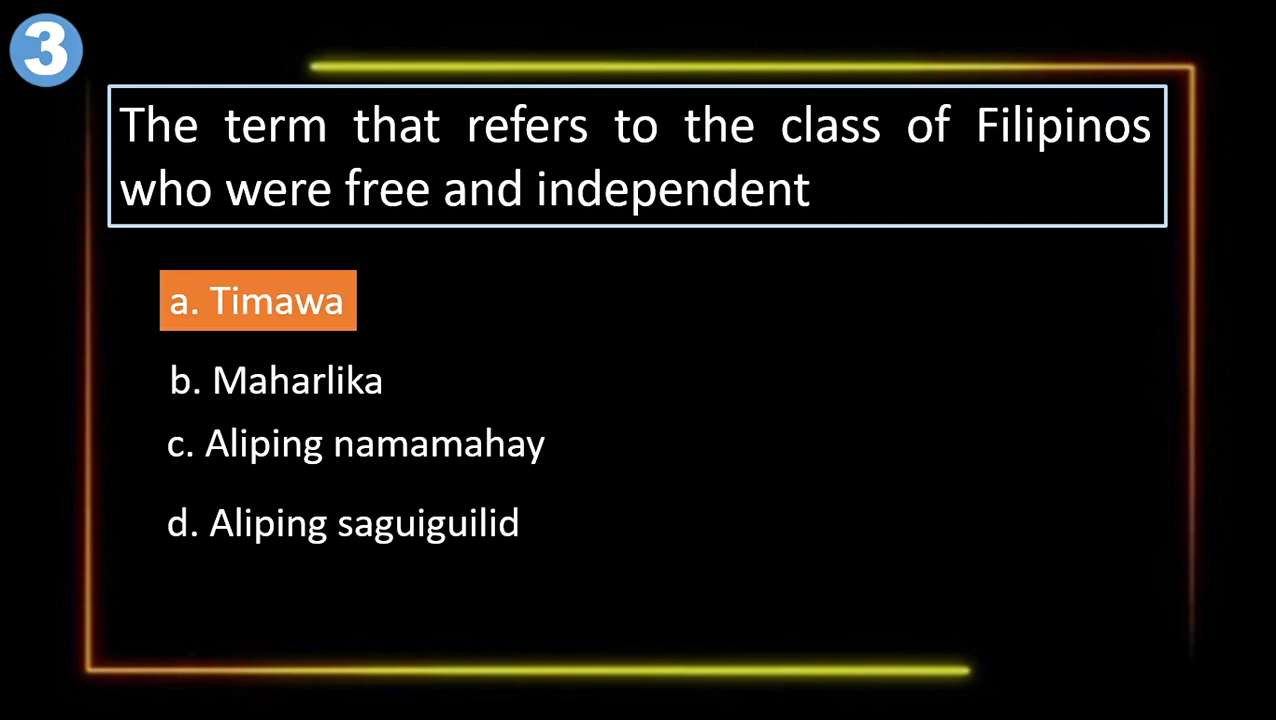 3
The term that refers to the class of Filipinos
who were free and independent
a. Timawa
b. Maharlika
c. Aliping namamahay
d. Aliping saguiguilid